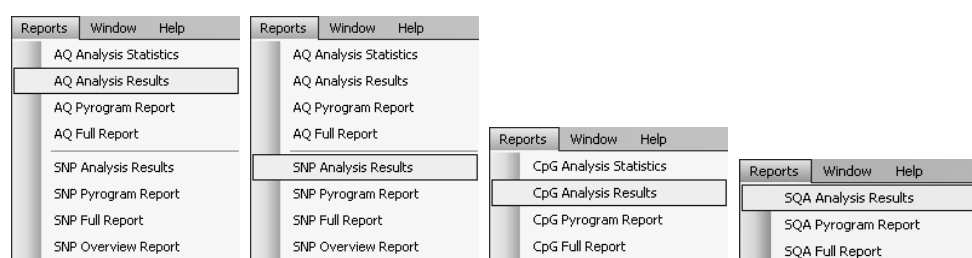 Reports Window Help
AQ Analysis Statistics
AQ Analysis Results
AQ Pyrogram Report
AQ Full Report
SNP Analysis Results
SNP Pyrogram Report
SNP Full Report
SNP Overview Report
Reports Window Help
AQ Analysis Statistics
AQ Analysis Results
AQ Pyrogram Report
AQ Full Report
SNP Analysis Results
SNP Pyrogram Report
SNP Full Report
SNP Overview Report
Reports Window Help
CpG Analysis Statistics
CpG Analysis Results
CpG Pyrogram Report
CpG Full Report
Reports Window Help
SQA Analysis Results
SQA Pyrogram Report
SQA Full Report